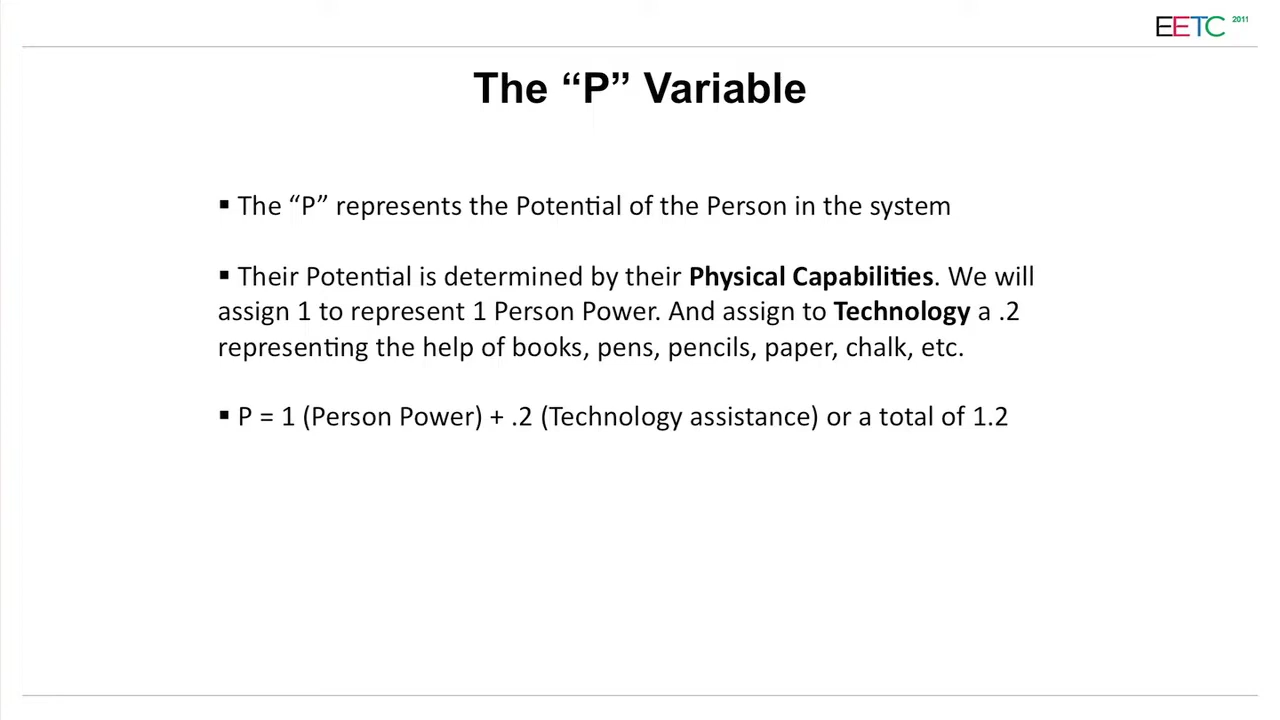 EETC 2011
The “P” Variable
▪ The “P” represents the Potential of the Person in the system
▪ Their Potential is determined by their Physical Capabilities. We will
assign 1 to represent 1 Person Power. And assign to Technology a .2
representing the help of books, pens, pencils, paper, chalk, etc.
▪ P = 1 (Person Power) + .2 (Technology assistance) or a total of 1.2